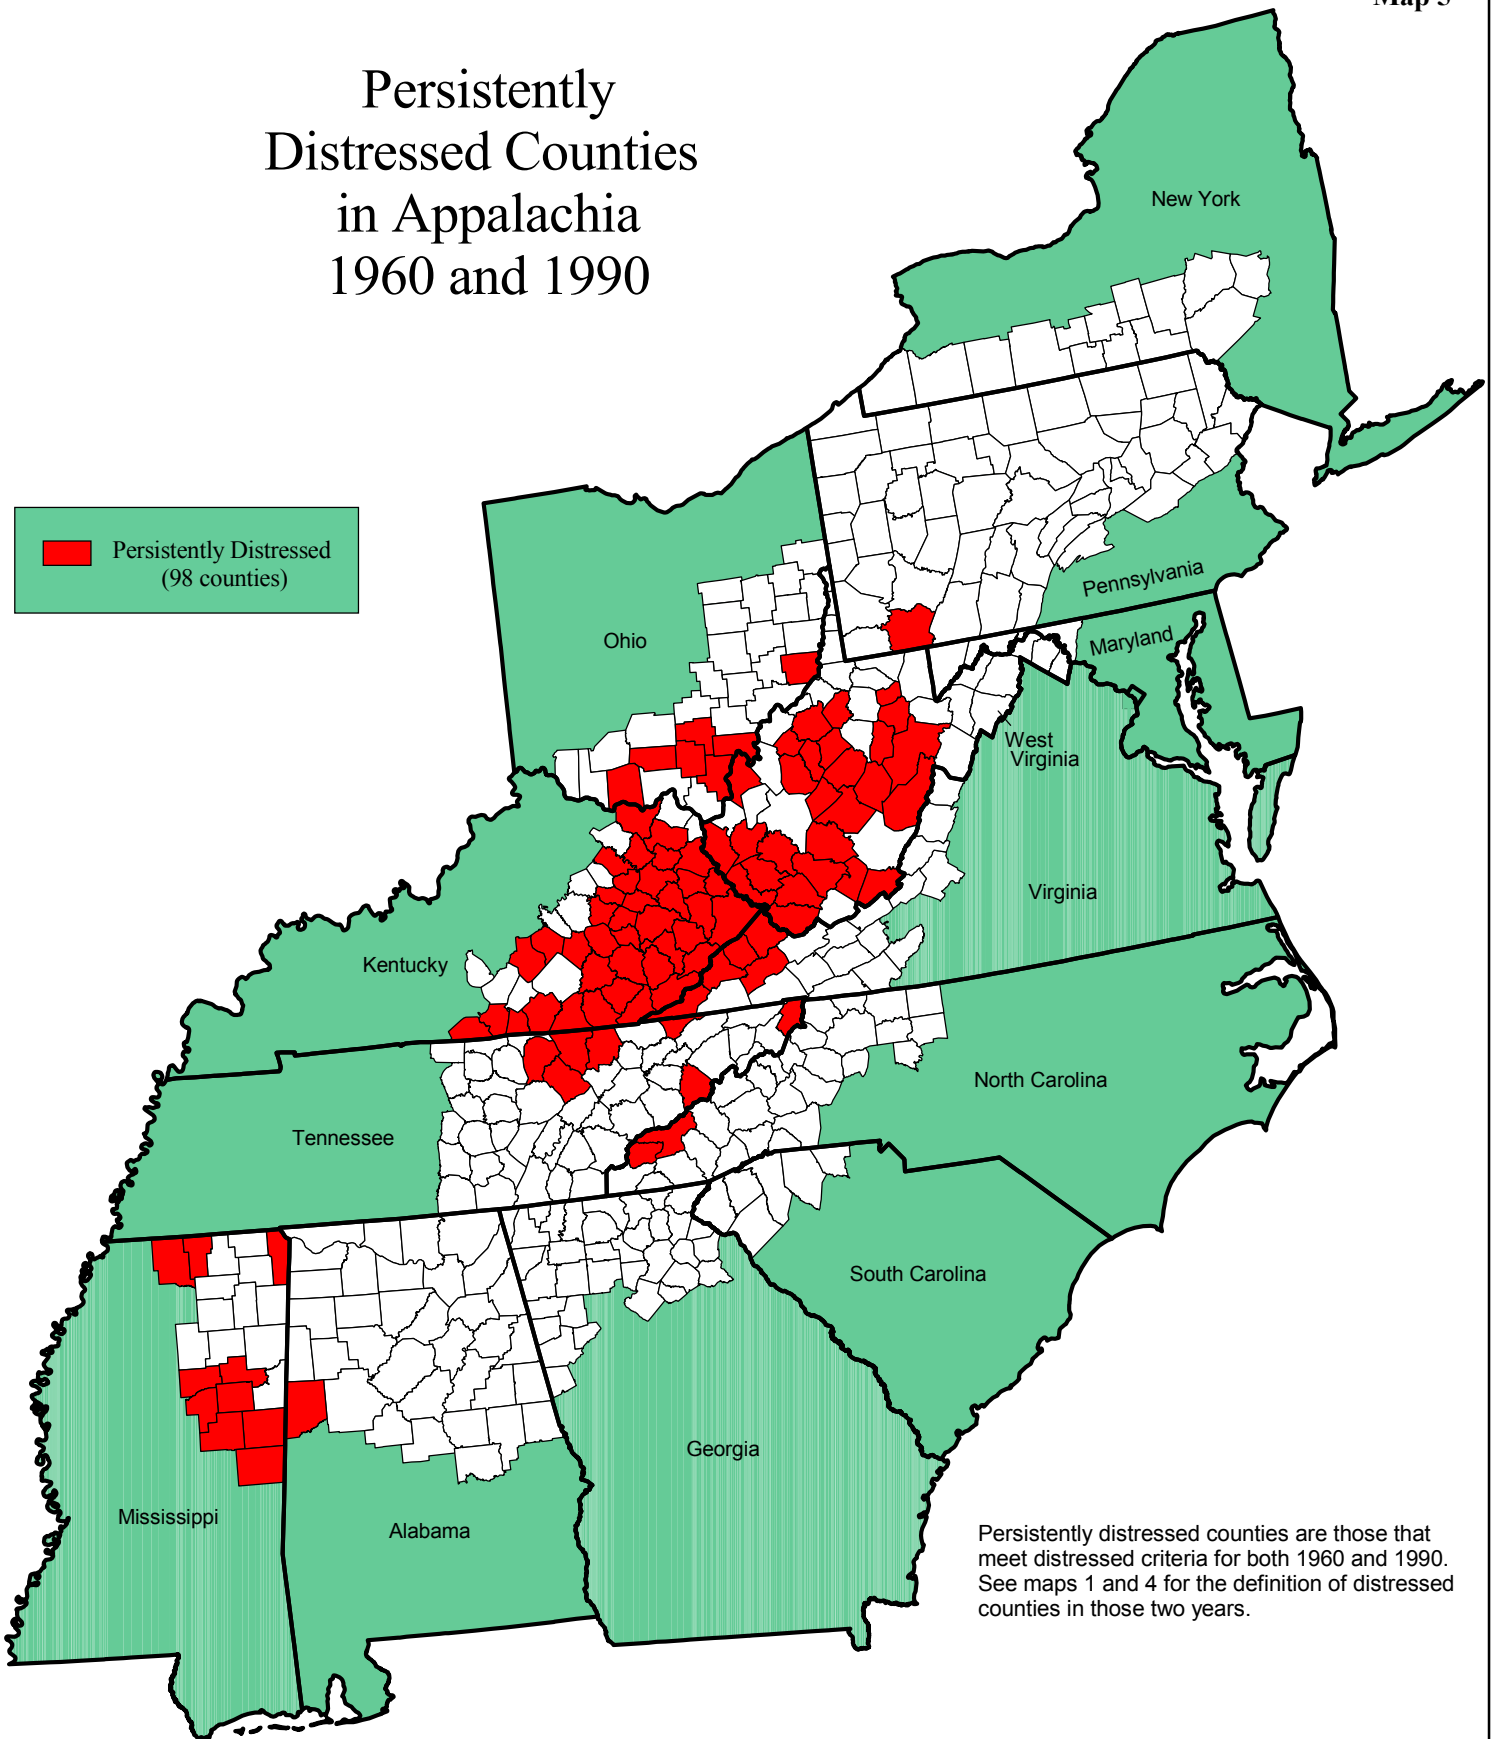 Map 5
Persistently
Distressed Counties
in Appalachia
1960 and 1990
New York
Persistently Distressed
(98 counties)
Pennsylvania
Ohio
Maryland
West
Virginia
Virginia
Kentucky
North Carolina
Tennessee
South Carolina
Georgia
Mississippi
Alabama
Persistently distressed counties are those that
meet distressed criteria for both 1960 and 1990.
See maps 1 and 4 for the definition of distressed
counties in those two years.